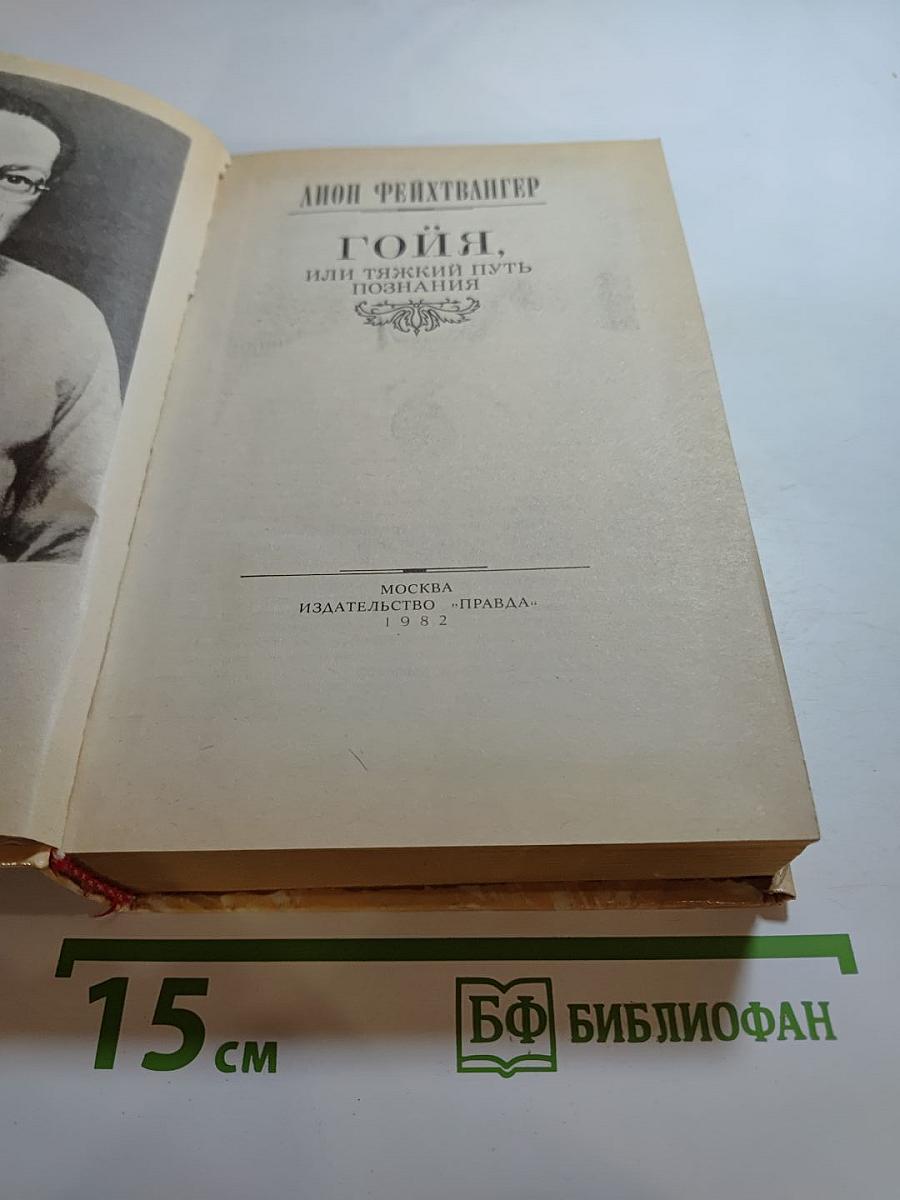 ЛИОН ФЕЙХТВАНГЕР
ГОЙЯ,
ИЛИ ТЯЖКИЙ ПУТЬ
ПОЗНАНИЯ
МОСКВА
ИЗДАТЕЛЬСТВО „ПРАВДА“
1982
15 см
БФ БИБЛИОФАН